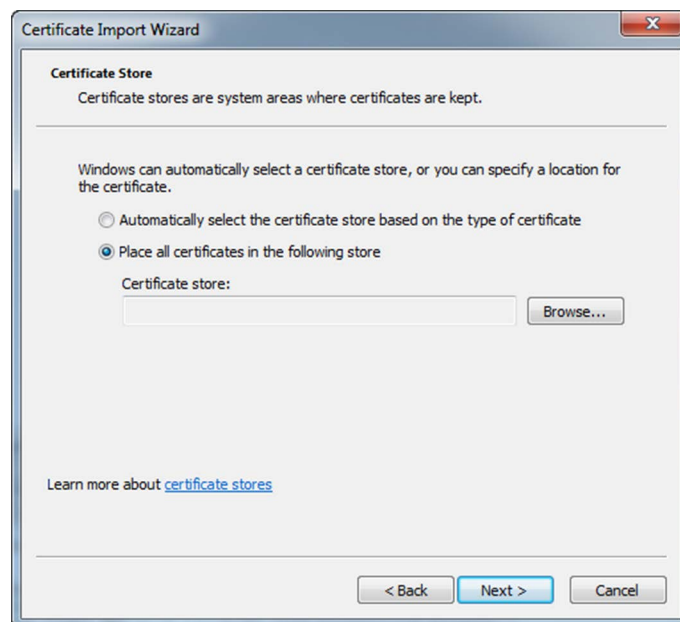 Certificate Import Wizard
Certificate Store
Certificate stores are system areas where certificates are kept.
Windows can automatically select a certificate store, or you can specify a location for
the certificate.
Automatically select the certificate store based on the type of certificate
Place all certificates in the following store
Certificate store:
Browse...
Learn more about certificate stores
< Back
Next >
Cancel